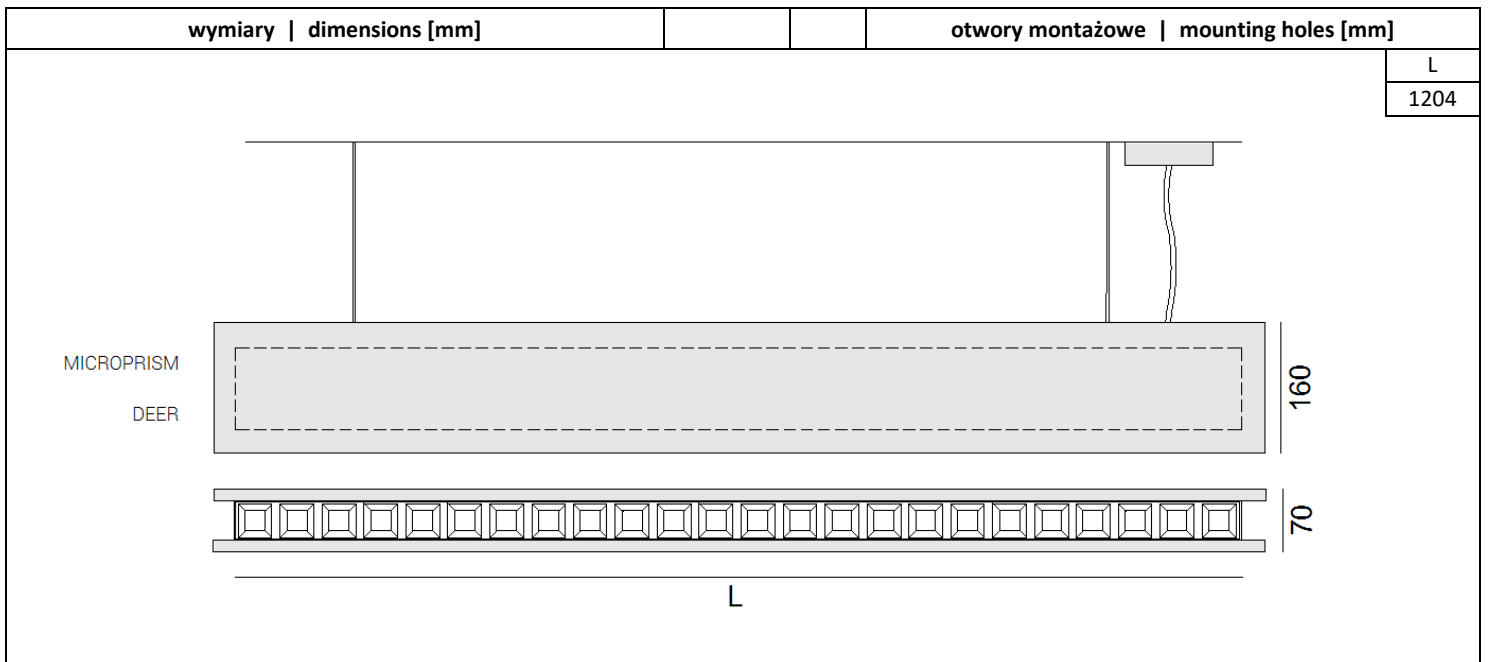 wymiary | dimensions [mm]
otwory montażowe | mounting holes [mm]
L
1204
MICROPRISM
DEER
160
70
L